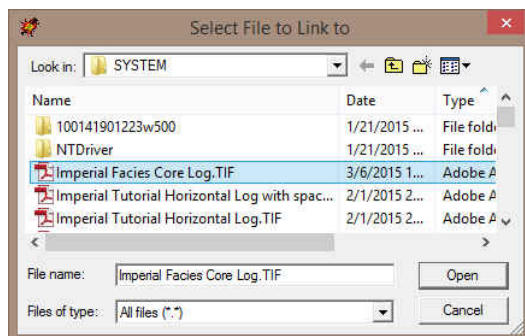 Select File to Link to
Look in: SYSTEM
Name Date Type
100141901223w500 1/21/2015 ... File fold
NTDriver 1/21/2015 ... File fold
Imperial Facies Core Log.TIF 3/6/2015 1... Adobe A
Imperial Tutorial Horizontal Log with spac... 2/1/2015 2... Adobe A
Imperial Tutorial Horizontal Log.TIF 2/1/2015 2... Adobe A
File name: Imperial Facies Core Log.TIF Open
Files of type: All files (*.*) Cancel